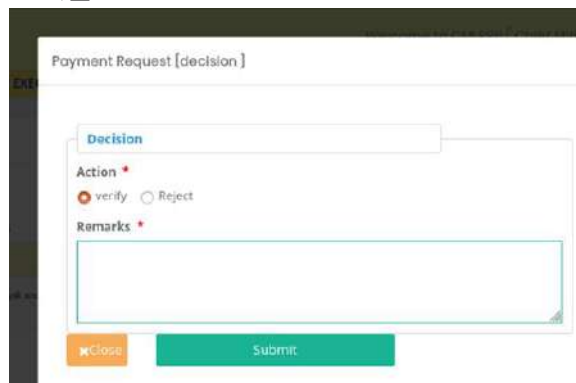 Payment Request [decision ]
Decision
Action *
verify Reject
Remarks *
×Close Submit